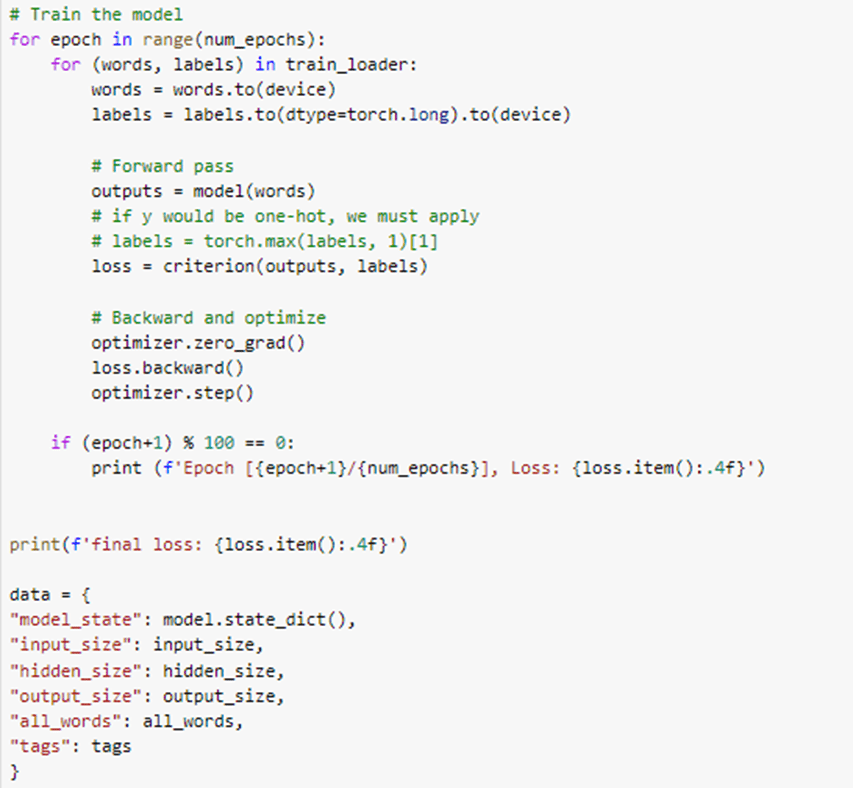 # Train the model
for epoch in range(num_epochs):
    for (words, labels) in train_loader:
        words = words.to(device)
        labels = labels.to(dtype=torch.long).to(device)

        # Forward pass
        outputs = model(words)
        # if y would be one-hot, we must apply
        # labels = torch.max(labels, 1)[1]
        loss = criterion(outputs, labels)

        # Backward and optimize
        optimizer.zero_grad()
        loss.backward()
        optimizer.step()

    if (epoch+1) % 100 == 0:
        print (f'Epoch [{epoch+1}/{num_epochs}], Loss: {loss.item():.4f}')


print(f'final loss: {loss.item():.4f}')

data = {
"model_state": model.state_dict(),
"input_size": input_size,
"hidden_size": hidden_size,
"output_size": output_size,
"all_words": all_words,
"tags": tags
}